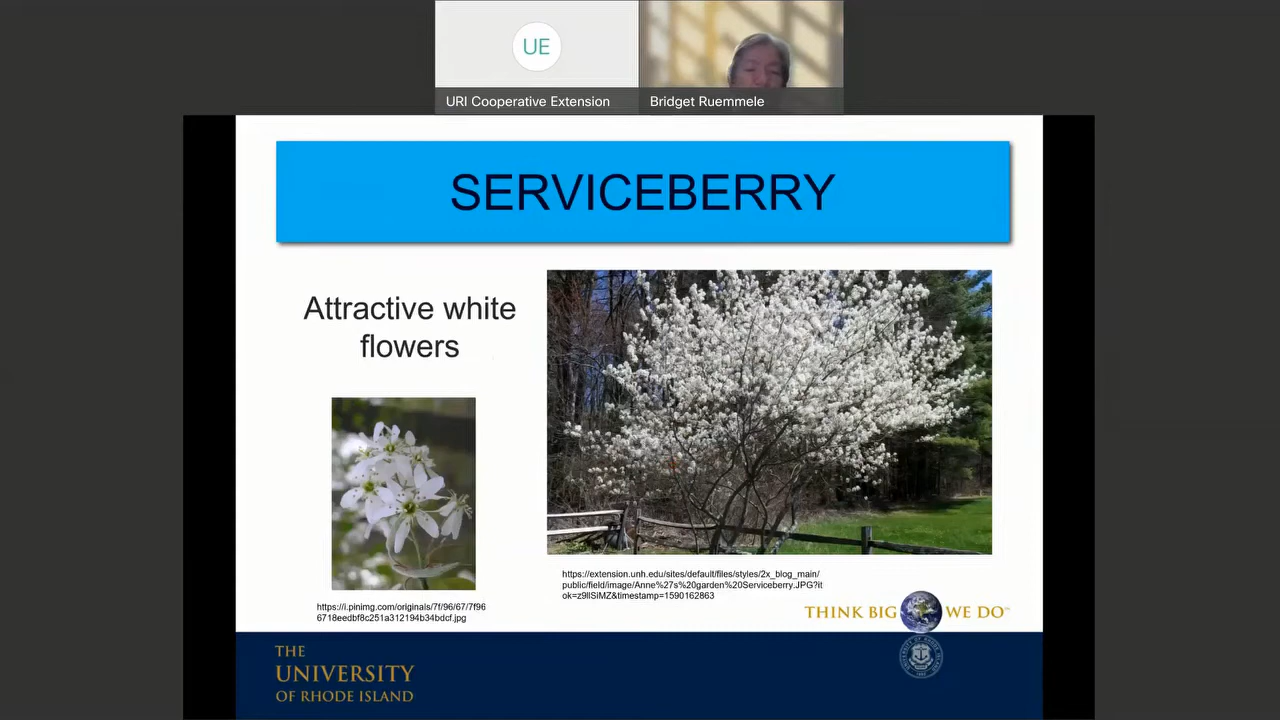 UE
URI Cooperative Extension
Bridget Ruemmele
SERVICEBERRY
Attractive white
flowers
https://i.pinimg.com/originals/7f/96/67/7f96
6718eedbf8c251a312194b34bdcf.jpg
https://extension.unh.edu/sites/default/files/styles/2x_blog_main/
public/field/image/Anne%27s%20garden%20Serviceberry.JPG?it
ok=z9llSiMZ&timestamp=1590162863
THINK BIG WE DO™
THE
UNIVERSITY
OF RHODE ISLAND